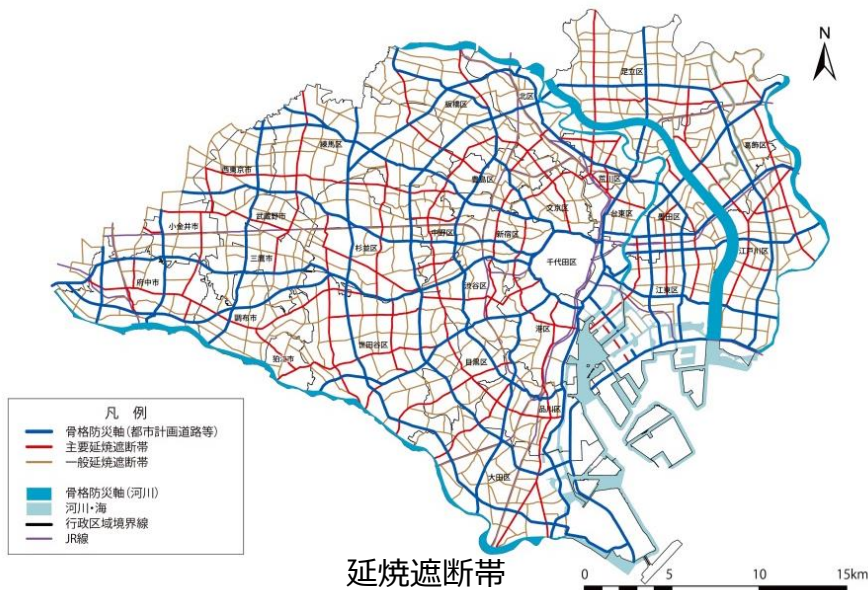 N
足立区
北区
板橋区
葛飾区
練馬区
荒川区
西東京市
豊島区
文京区
台東区
墨田区
武蔵野市
小金井市
中野区
新宿区
杉並区
江戸川区
三鷹市
千代田区
府中市
渋谷区
江東区
調布市
港区
世田谷区
狛江市
目黒区
品川区
大田区
凡 例
骨格防災軸(都市計画道路等)
主要延焼遮断帯
一般延焼遮断帯
骨格防災軸(河川)
河川・海
行政区域境界線
JR線
延焼遮断帯
0 5 10 15km